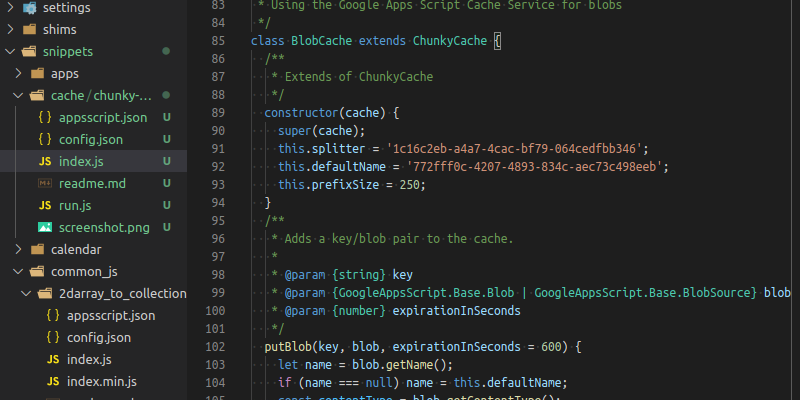 settings
shims
snippets
apps
cache/chunky-...
appsscript.json U
config.json U
JS index.js U
readme.md U
JS run.js U
screenshot.png U
calendar
common_js
2darray_to_collection
appsscript.json
config.json
JS index.js
JS index.min.js
83 * Using the Google Apps Script Cache Service for blobs
84 */
85 class BlobCache extends ChunkyCache {
86 /**
87 * Extends of ChunkyCache
88 */
89 constructor(cache) {
90 super(cache);
91 this.splitter = '1c16c2eb-a4a7-4cac-bf79-064cedfbb346';
92 this.defaultName = '772fff0c-4207-4893-834c-aec73c498eeb';
93 this.prefixSize = 250;
94 }
95 /**
96 * Adds a key/blob pair to the cache.
97 *
98 * @param {string} key
99 * @param {GoogleAppsScript.Base.Blob | GoogleAppsScript.Base.BlobSource} blob
100 * @param {number} expirationInSeconds
101 */
102 putBlob(key, blob, expirationInSeconds = 600) {
103 let name = blob.getName();
104 if (name === null) name = this.defaultName;
105 const contentType = blob.getContentType();